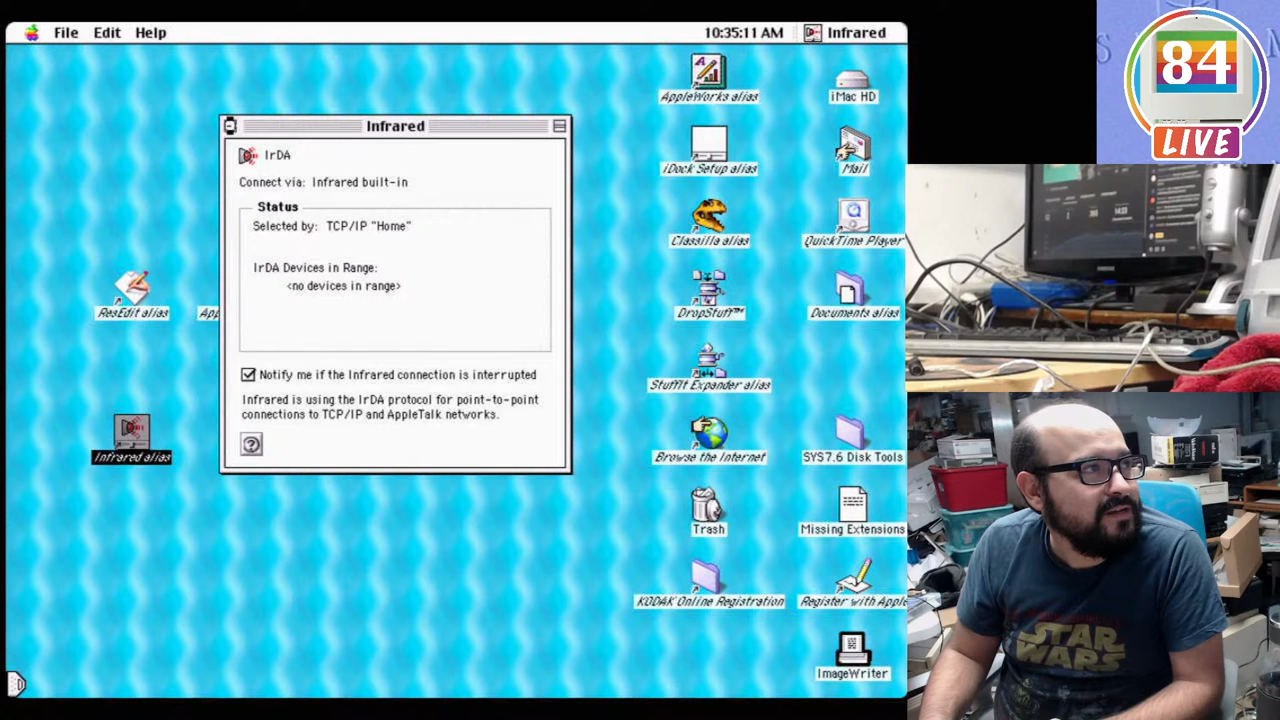 File Edit Help
10:35:11 AM
Infrared
84
LIVE
AppleWorks alias
iMac HD
Infrared
IrDA
Connect via: Infrared built-in
Status
Selected by: TCP/IP "Home"
IrDA Devices in Range:
<no devices in range>
Notify me if the Infrared connection is interrupted
Infrared is using the IrDA protocol for point-to-point
connections to TCP/IP and AppleTalk networks.
?
iDock Setup alias
Mail
Classilla alias
QuickTime Player
ResEdit alias
App
DropStuff™
Documents alias
StuffIt Expander alias
Infrared alias
Browse the Internet
SYS7.6 Disk Tools
Trash
Missing Extensions
KODAK Online Registration
Register with Apple
ImageWriter
STAR
WARS